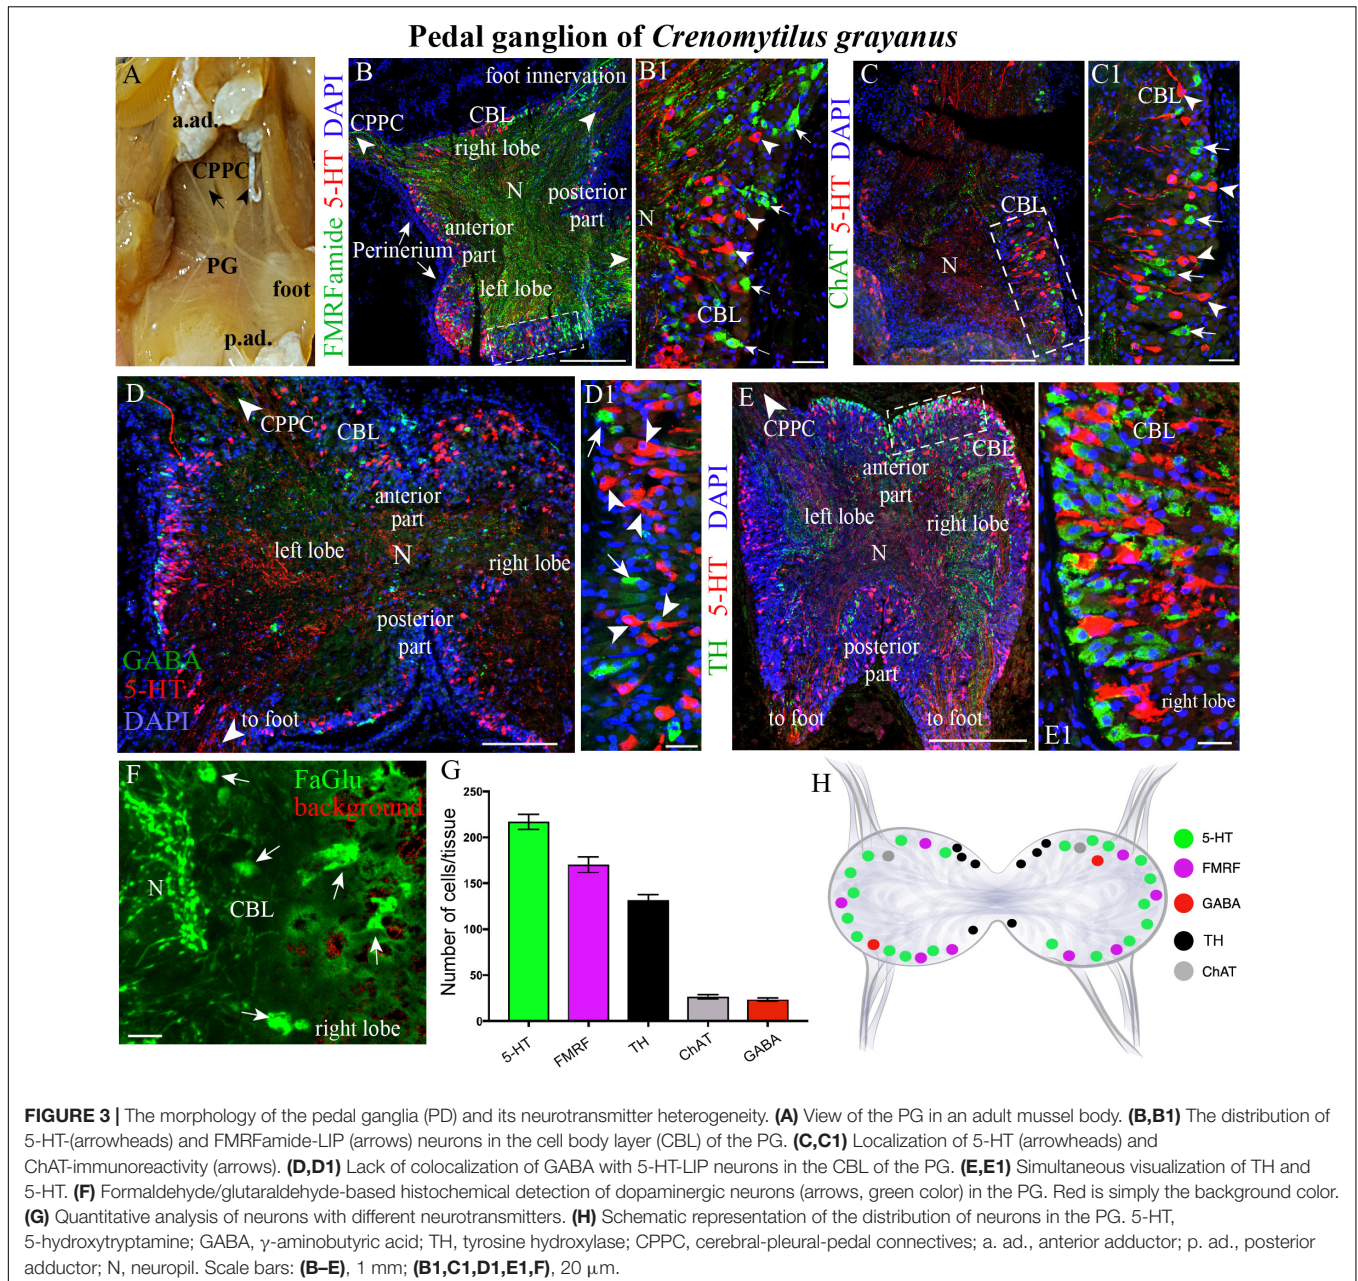 Pedal ganglion of Crenomytilus grayanus
A
a.ad.
CPPC
PG
foot
p.ad.
FMRFamide 5-HT DAPI
B
foot innervation
CPPC
CBL
right lobe
N
posterior
part
anterior
part
Perinerium
left lobe
B1
N
CBL
ChAT 5-HT DAPI
C
CBL
N
C1
CBL
D
CPPC
CBL
anterior
part
left lobe
N
right lobe
posterior
part
GABA
5-HT
DAPI
to foot
D1
TH 5-HT DAPI
E
CPPC
CBL
anterior
part
left lobe
right lobe
N
posterior
part
to foot
to foot
CBL
right lobe
E1
F
FaGlu
background
N
CBL
right lobe
G
Number of cells/tissue
250
200
150
100
50
0
5-HT
FMRF
TH
ChAT
GABA
H
5-HT
FMRF
GABA
TH
ChAT
FIGURE 3 | The morphology of the pedal ganglia (PD) and its neurotransmitter heterogeneity. (A) View of the PG in an adult mussel body. (B,B1) The distribution of
5-HT-(arrowheads) and FMRFamide-LIP (arrows) neurons in the cell body layer (CBL) of the PG. (C,C1) Localization of 5-HT (arrowheads) and
ChAT-immunoreactivity (arrows). (D,D1) Lack of colocalization of GABA with 5-HT-LIP neurons in the CBL of the PG. (E,E1) Simultaneous visualization of TH and
5-HT. (F) Formaldehyde/glutaraldehyde-based histochemical detection of dopaminergic neurons (arrows, green color) in the PG. Red is simply the background color.
(G) Quantitative analysis of neurons with different neurotransmitters. (H) Schematic representation of the distribution of neurons in the PG. 5-HT,
5-hydroxytryptamine; GABA, γ-aminobutyric acid; TH, tyrosine hydroxylase; CPPC, cerebral-pleural-pedal connectives; a. ad., anterior adductor; p. ad., posterior
adductor; N, neuropil. Scale bars: (B–E), 1 mm; (B1,C1,D1,E1,F), 20 μm.